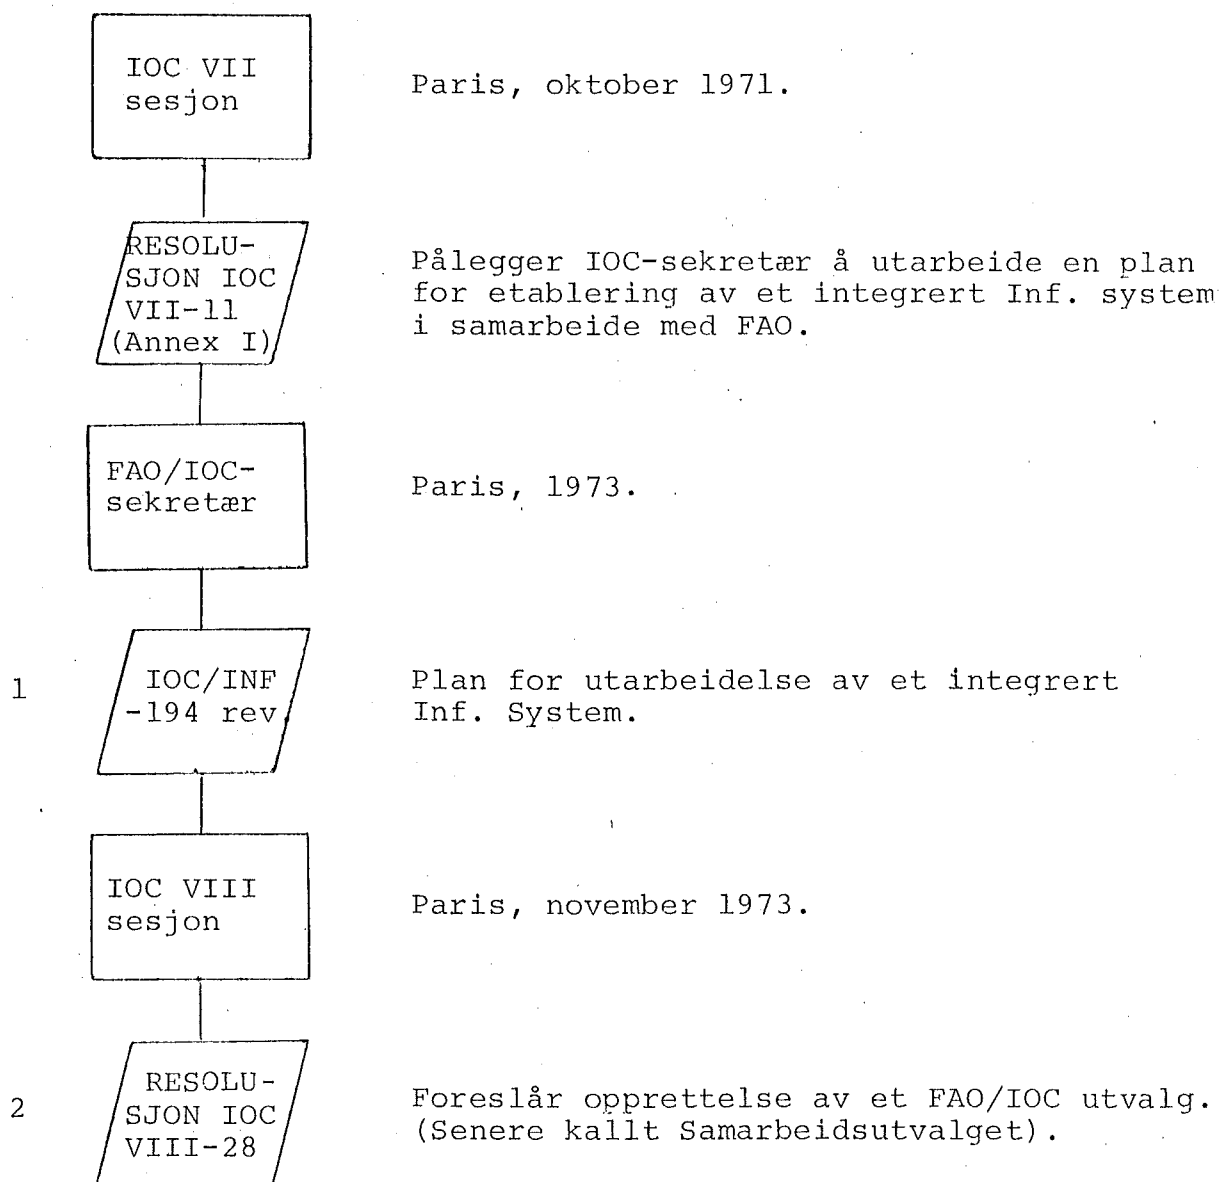 IOC VII
sesjon
Paris, oktober 1971.
RESOLU-
SJON IOC
VII-11
(Annex I)
Pålegger IOC-sekretær å utarbeide en plan
for etablering av et integrert Inf. system
i samarbeide med FAO.
FAO/IOC-
sekretær
Paris, 1973.
1
IOC/INF
-194 rev
Plan for utarbeidelse av et integrert
Inf. System.
IOC VIII
sesjon
Paris, november 1973.
2
RESOLU-
SJON IOC
VIII-28
Foreslår opprettelse av et FAO/IOC utvalg.
(Senere kallt Samarbeidsutvalget).